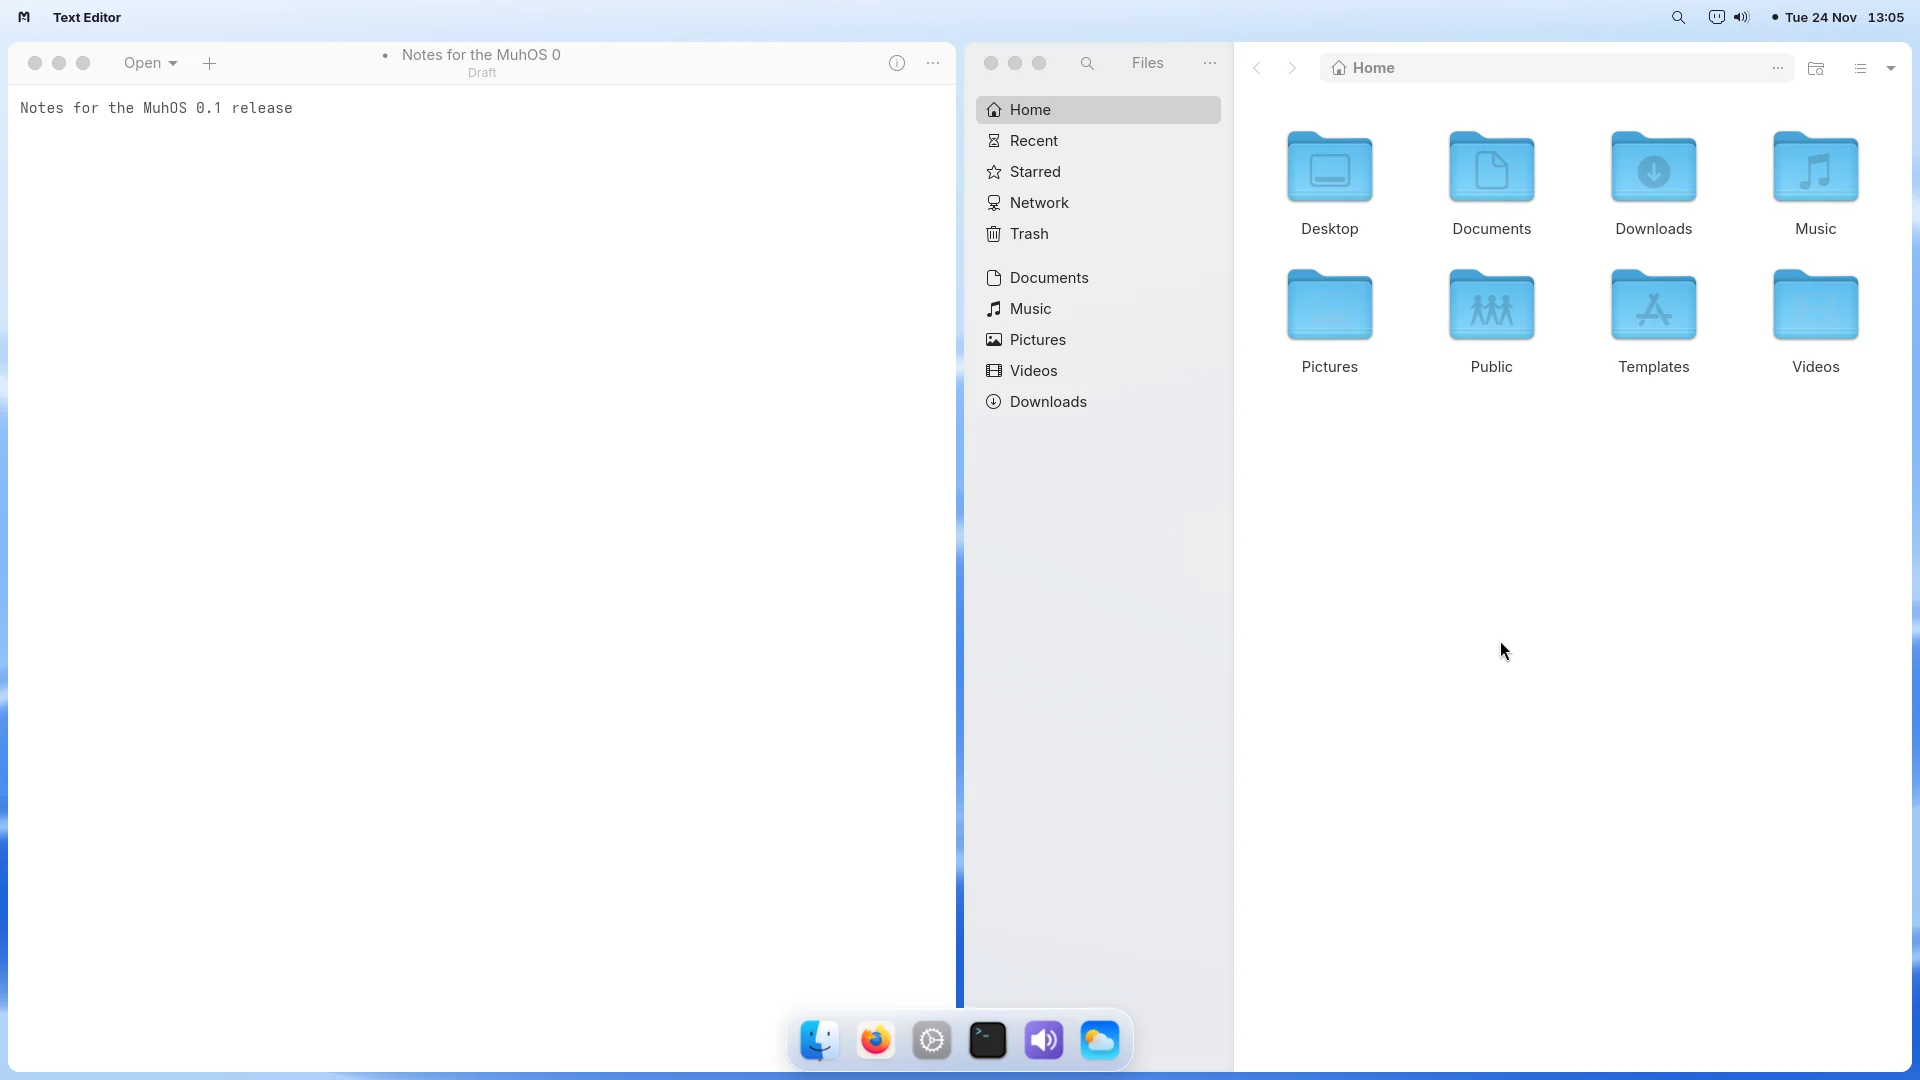 Text Editor
Tue 24 Nov 13:05
Open
• Notes for the MuhOS 0
Draft
Notes for the MuhOS 0.1 release
Files
Home
Recent
Starred
Network
Trash
Documents
Music
Pictures
Videos
Downloads
Home
Desktop
Documents
Downloads
Music
Pictures
Public
Templates
Videos